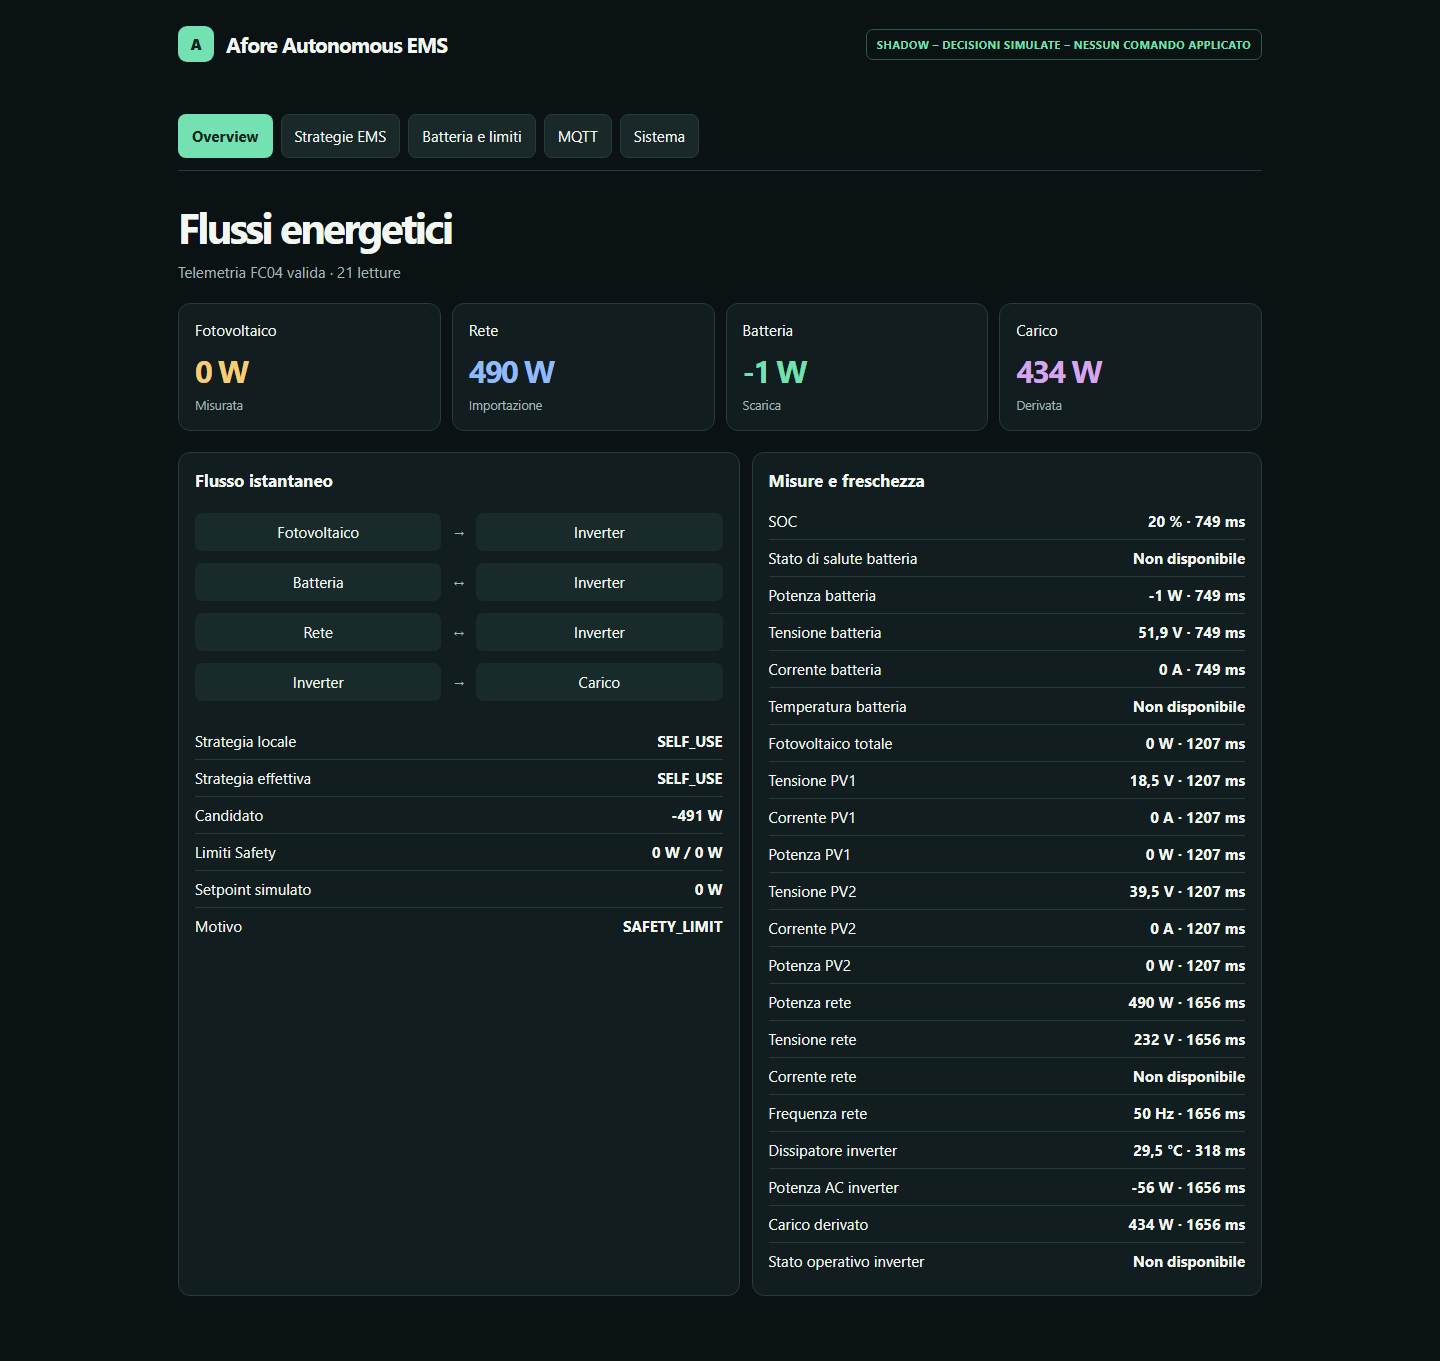 A
Afore Autonomous EMS
SHADOW – DECISIONI SIMULATE – NESSUN COMANDO APPLICATO
Overview
Strategie EMS
Batteria e limiti
MQTT
Sistema
Flussi energetici
Telemetria FC04 valida · 21 letture
Fotovoltaico
0 W
Misurata
Rete
490 W
Importazione
Batteria
-1 W
Scarica
Carico
434 W
Derivata
Flusso istantaneo
Fotovoltaico → Inverter
Batteria ↔ Inverter
Rete ↔ Inverter
Inverter → Carico
Strategia locale SELF_USE
Strategia effettiva SELF_USE
Candidato -491 W
Limiti Safety 0 W / 0 W
Setpoint simulato 0 W
Motivo SAFETY_LIMIT
Misure e freschezza
SOC 20 % · 749 ms
Stato di salute batteria Non disponibile
Potenza batteria -1 W · 749 ms
Tensione batteria 51,9 V · 749 ms
Corrente batteria 0 A · 749 ms
Temperatura batteria Non disponibile
Fotovoltaico totale 0 W · 1207 ms
Tensione PV1 18,5 V · 1207 ms
Corrente PV1 0 A · 1207 ms
Potenza PV1 0 W · 1207 ms
Tensione PV2 39,5 V · 1207 ms
Corrente PV2 0 A · 1207 ms
Potenza PV2 0 W · 1207 ms
Potenza rete 490 W · 1656 ms
Tensione rete 232 V · 1656 ms
Corrente rete Non disponibile
Frequenza rete 50 Hz · 1656 ms
Dissipatore inverter 29,5 °C · 318 ms
Potenza AC inverter -56 W · 1656 ms
Carico derivato 434 W · 1656 ms
Stato operativo inverter Non disponibile